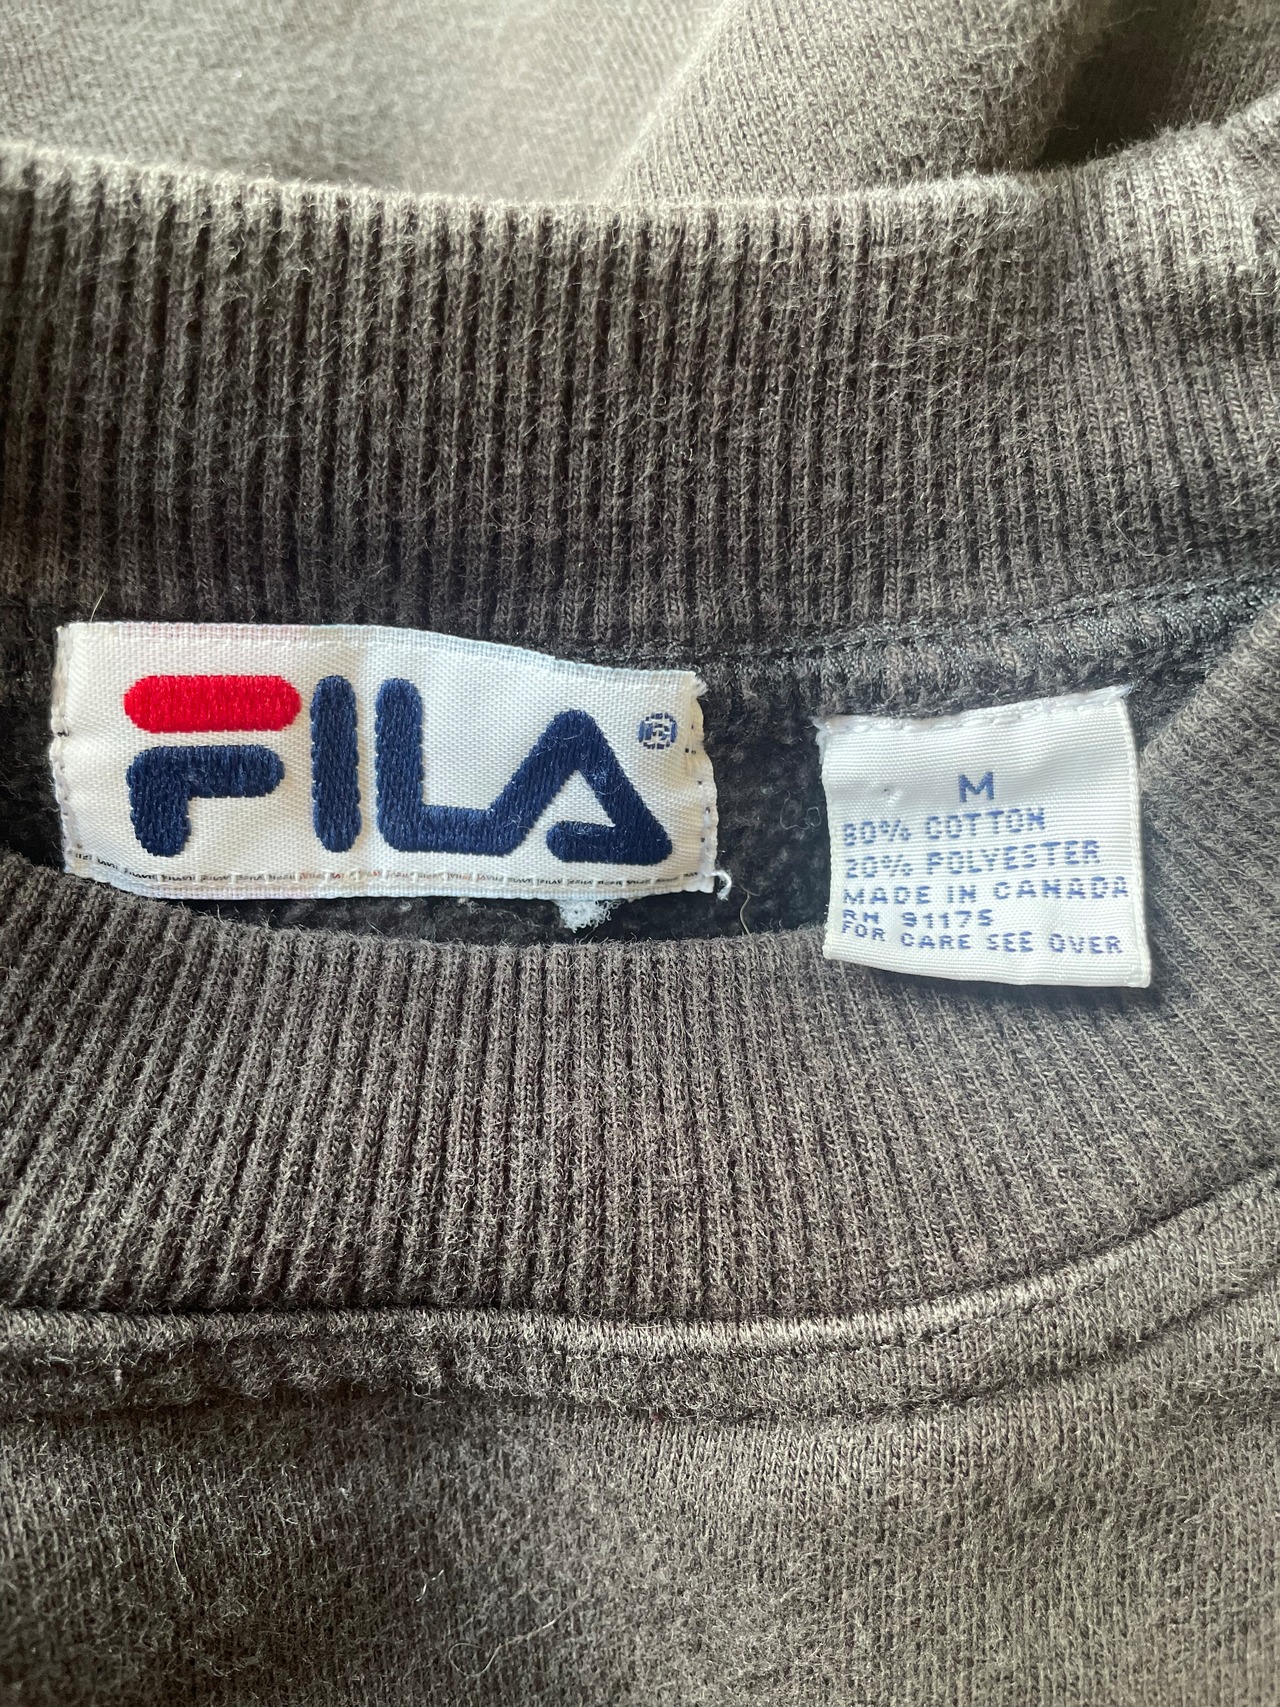 FILA®
M
80% COTTON
20% POLYESTER
MADE IN CANADA
RN 91175
FOR CARE SEE OVER